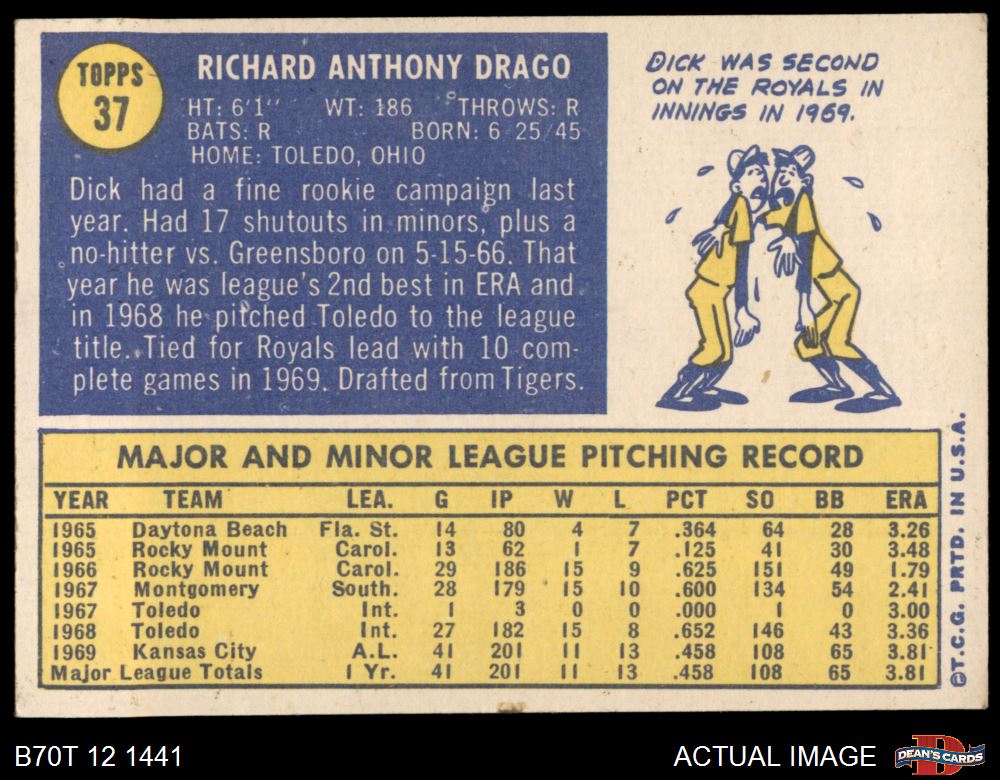 TOPPS
37
RICHARD ANTHONY DRAGO
HT: 6'1" WT: 186 THROWS: R
BATS: R BORN: 6 25/45
HOME: TOLEDO, OHIO
Dick had a fine rookie campaign last
year. Had 17 shutouts in minors, plus a
no-hitter vs. Greensboro on 5-15-66. That
year he was league's 2nd best in ERA and
in 1968 he pitched Toledo to the league
title. Tied for Royals lead with 10 com-
plete games in 1969. Drafted from Tigers.
DICK WAS SECOND
ON THE ROYALS IN
INNINGS IN 1969.
MAJOR AND MINOR LEAGUE PITCHING RECORD
YEAR TEAM LEA. G IP W L PCT SO BB ERA
1965 Daytona Beach Fla. St. 14 80 4 7 .364 64 28 3.26
1965 Rocky Mount Carol. 13 62 1 7 .125 41 30 3.48
1966 Rocky Mount Carol. 29 186 15 9 .625 151 49 1.79
1967 Montgomery South. 28 179 15 10 .600 134 54 2.41
1967 Toledo Int. 1 3 0 0 .000 1 0 3.00
1968 Toledo Int. 27 182 15 8 .652 146 43 3.36
1969 Kansas City A.L. 41 201 11 13 .458 108 65 3.81
Major League Totals 1 Yr. 41 201 11 13 .458 108 65 3.81
©T.C.G. PRTD. IN U.S.A.
B70T 12 1441
ACTUAL IMAGE
DEAN'S CARDS